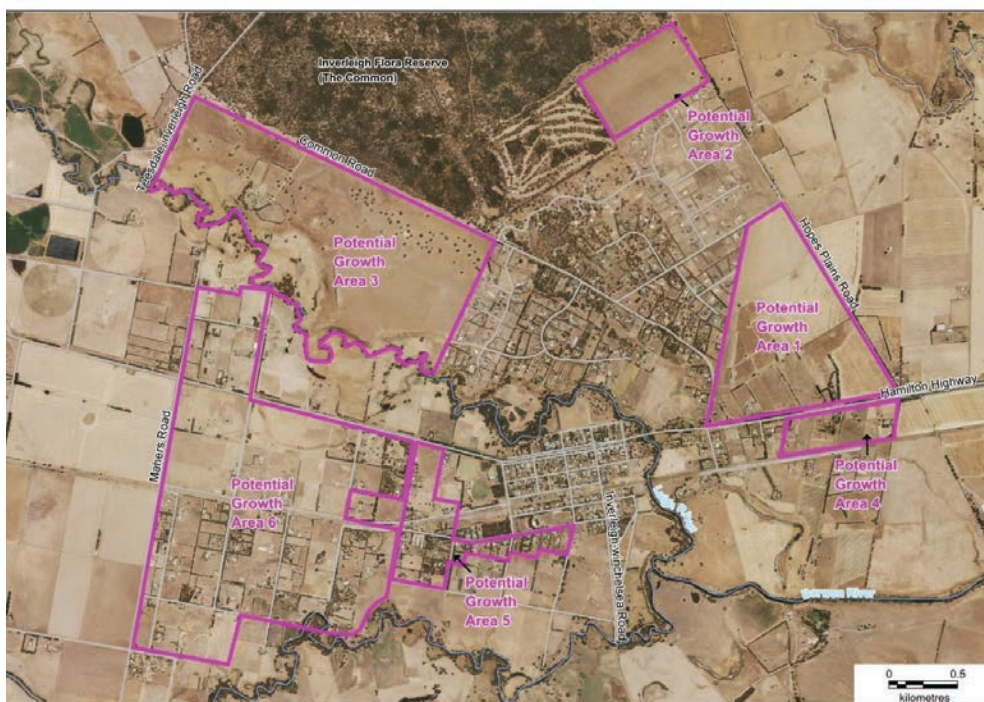 Inverleigh Flora Reserve
(The Common)
Teesdale-Inverleigh Road
Common Road
Potential
Growth
Area 2
Potential
Growth
Area 3
Hopes Plains Road
Potential
Growth
Area 1
Hamilton Highway
Mahers Road
Potential
Growth
Area 6
Potential
Growth
Area 4
Inverleigh-Winchelsea Road
Potential
Growth
Area 5
Barwon River
0 0.5
kilometres